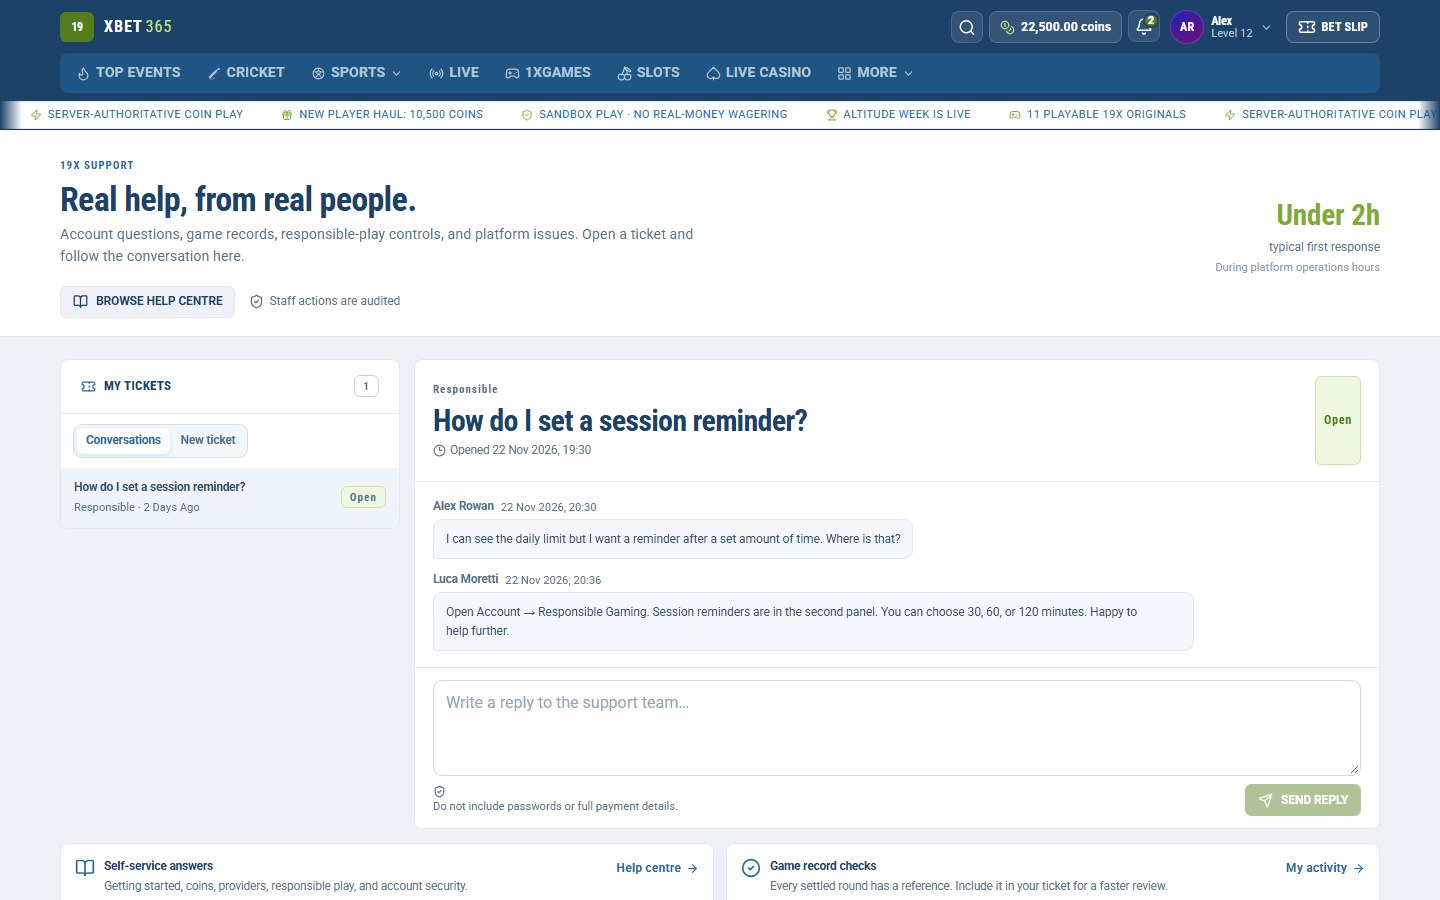 19 XBET 365
22,500.00 coins
2
AR
Alex
Level 12
BET SLIP
TOP EVENTS CRICKET SPORTS LIVE 1XGAMES SLOTS LIVE CASINO MORE
SERVER-AUTHORITATIVE COIN PLAY NEW PLAYER HAUL: 10,500 COINS SANDBOX PLAY · NO REAL-MONEY WAGERING ALTITUDE WEEK IS LIVE 11 PLAYABLE 19X ORIGINALS SERVER-AUTHORITATIVE COIN PLAY
19X SUPPORT
Real help, from real people.
Account questions, game records, responsible-play controls, and platform issues. Open a ticket and
follow the conversation here.
BROWSE HELP CENTRE Staff actions are audited
Under 2h
typical first response
During platform operations hours
MY TICKETS 1
Conversations New ticket
How do I set a session reminder?
Responsible · 2 Days Ago
Open
Responsible
How do I set a session reminder?
Opened 22 Nov 2026, 19:30
Open
Alex Rowan 22 Nov 2026, 20:30
I can see the daily limit but I want a reminder after a set amount of time. Where is that?
Luca Moretti 22 Nov 2026, 20:36
Open Account → Responsible Gaming. Session reminders are in the second panel. You can choose 30, 60, or 120 minutes. Happy to
help further.
Write a reply to the support team…
Do not include passwords or full payment details.
SEND REPLY
Self-service answers
Getting started, coins, providers, responsible play, and account security.
Help centre →
Game record checks
Every settled round has a reference. Include it in your ticket for a faster review.
My activity →